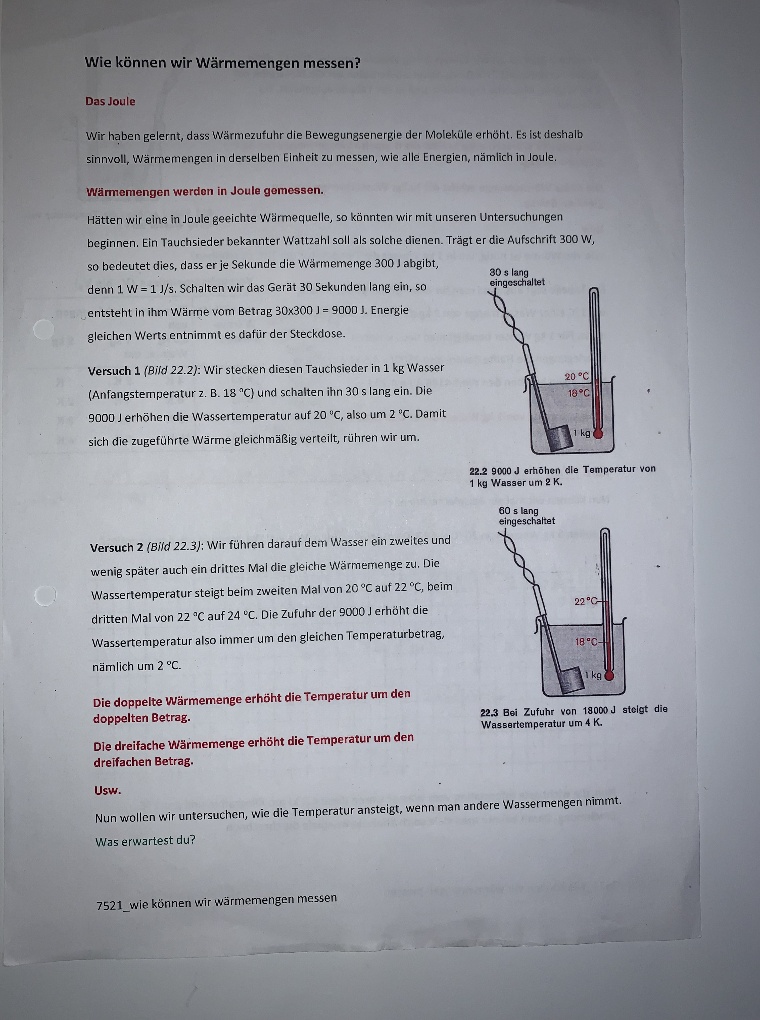 Wie können wir Wärmemengen messen?
Das Joule
Wir haben gelernt, dass Wärmezufuhr die Bewegungsenergie der Moleküle erhöht. Es ist deshalb
sinnvoll, Wärmemengen in derselben Einheit zu messen, wie alle Energien, nämlich in Joule.
Wärmemengen werden in Joule gemessen.
Hätten wir eine in Joule geeichte Wärmequelle, so könnten wir mit unseren Untersuchungen
beginnen. Ein Tauchsieder bekannter Wattzahl soll als solche dienen. Trägt er die Aufschrift 300 W,
so bedeutet dies, dass er je Sekunde die Wärmemenge 300 J abgibt,
denn 1 W = 1 J/s. Schalten wir das Gerät 30 Sekunden lang ein, so
entsteht in ihm Wärme vom Betrag 30x300 J = 9000 J. Energie
gleichen Werts entnimmt es dafür der Steckdose.
30 s lang
eingeschaltet
20 °C
18 °C
1 kg
22.2 9000 J erhöhen die Temperatur von
1 kg Wasser um 2 K.
Versuch 1 (Bild 22.2): Wir stecken diesen Tauchsieder in 1 kg Wasser
(Anfangstemperatur z. B. 18 °C) und schalten ihn 30 s lang ein. Die
9000 J erhöhen die Wassertemperatur auf 20 °C, also um 2 °C. Damit
sich die zugeführte Wärme gleichmäßig verteilt, rühren wir um.
60 s lang
eingeschaltet
22 °C
18 °C
1 kg
22.3 Bei Zufuhr von 18000 J steigt die
Wassertemperatur um 4 K.
Versuch 2 (Bild 22.3): Wir führen darauf dem Wasser ein zweites und
wenig später auch ein drittes Mal die gleiche Wärmemenge zu. Die
Wassertemperatur steigt beim zweiten Mal von 20 °C auf 22 °C, beim
dritten Mal von 22 °C auf 24 °C. Die Zufuhr der 9000 J erhöht die
Wassertemperatur also immer um den gleichen Temperaturbetrag,
nämlich um 2 °C.
Die doppelte Wärmemenge erhöht die Temperatur um den
doppelten Betrag.
Die dreifache Wärmemenge erhöht die Temperatur um den
dreifachen Betrag.
Usw.
Nun wollen wir untersuchen, wie die Temperatur ansteigt, wenn man andere Wassermengen nimmt.
Was erwartest du?
7521_wie können wir wärmemengen messen